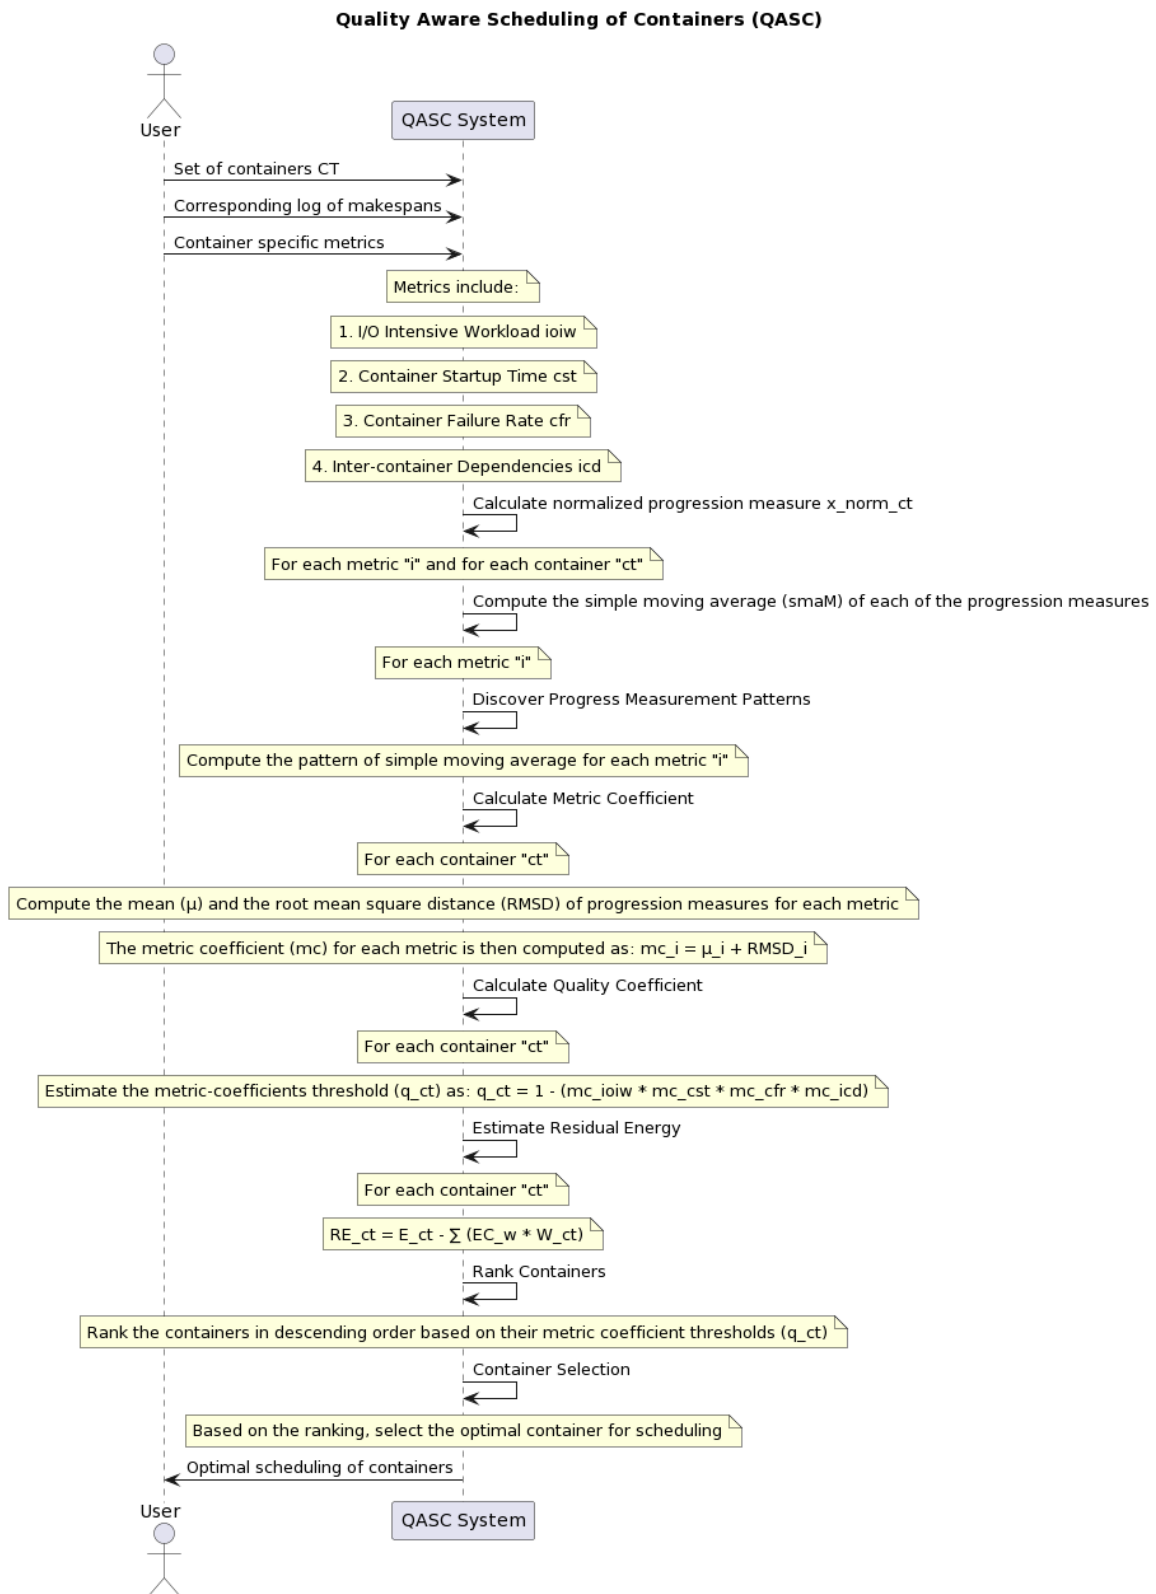 Quality Aware Scheduling of Containers (QASC)
User
QASC System
Set of containers CT
Corresponding log of makespans
Container specific metrics
Metrics include:
1. I/O Intensive Workload ioiw
2. Container Startup Time cst
3. Container Failure Rate cfr
4. Inter-container Dependencies icd
Calculate normalized progression measure x_norm_ct
For each metric "i" and for each container "ct"
Compute the simple moving average (smaM) of each of the progression measures
For each metric "i"
Discover Progress Measurement Patterns
Compute the pattern of simple moving average for each metric "i"
Calculate Metric Coefficient
For each container "ct"
Compute the mean (μ) and the root mean square distance (RMSD) of progression measures for each metric
The metric coefficient (mc) for each metric is then computed as: mc_i = μ_i + RMSD_i
Calculate Quality Coefficient
For each container "ct"
Estimate the metric-coefficients threshold (q_ct) as: q_ct = 1 - (mc_ioiw * mc_cst * mc_cfr * mc_icd)
Estimate Residual Energy
For each container "ct"
RE_ct = E_ct - ∑ (EC_w * W_ct)
Rank Containers
Rank the containers in descending order based on their metric coefficient thresholds (q_ct)
Container Selection
Based on the ranking, select the optimal container for scheduling
Optimal scheduling of containers
User
QASC System